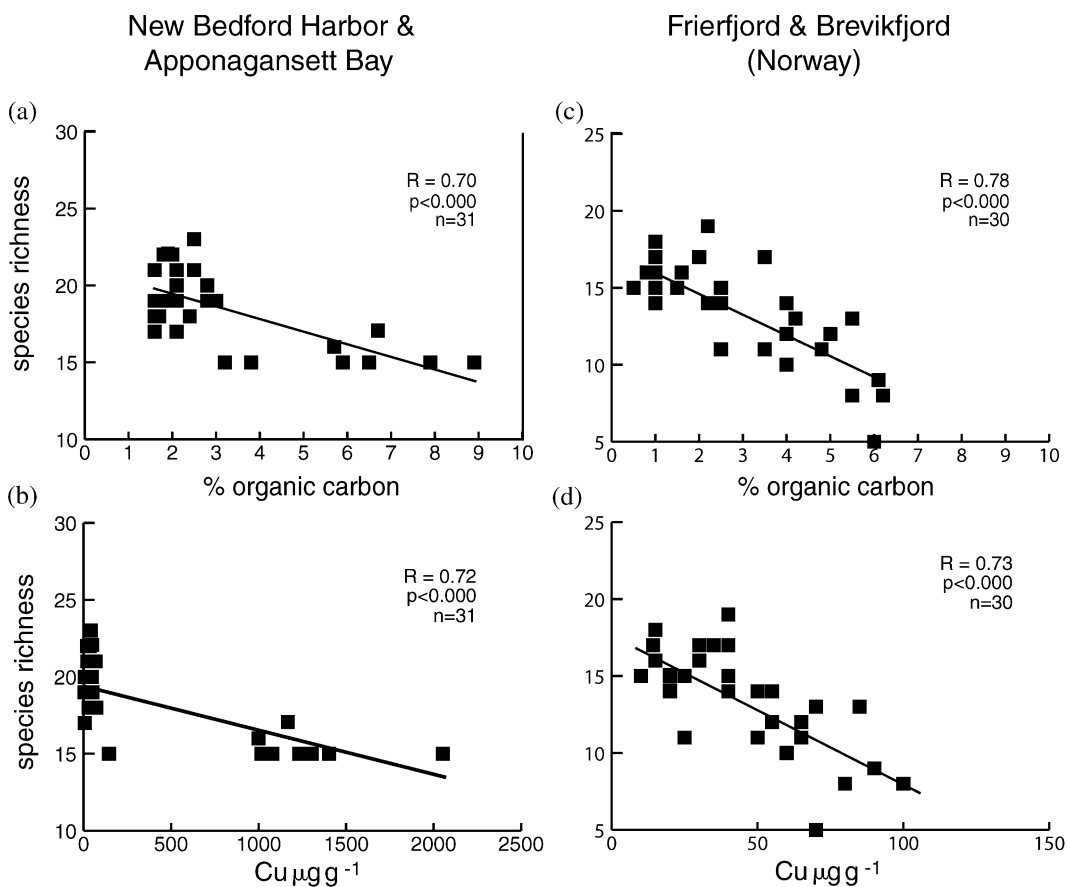 New Bedford Harbor &
Apponagansett Bay
Frierfjord & Brevikfjord
(Norway)
(a)
species richness
30
25
20
15
10
R = 0.70
p<0.000
n=31
0 1 2 3 4 5 6 7 8 9 10
% organic carbon
(c)
25
20
15
10
5
R = 0.78
p<0.000
n=30
0 1 2 3 4 5 6 7 8 9 10
% organic carbon
(b)
species richness
30
25
20
15
10
R = 0.72
p<0.000
n=31
0 500 1000 1500 2000 2500
Cu µg g⁻¹
(d)
25
20
15
10
5
R = 0.73
p<0.000
n=30
0 50 100 150
Cu µg g⁻¹